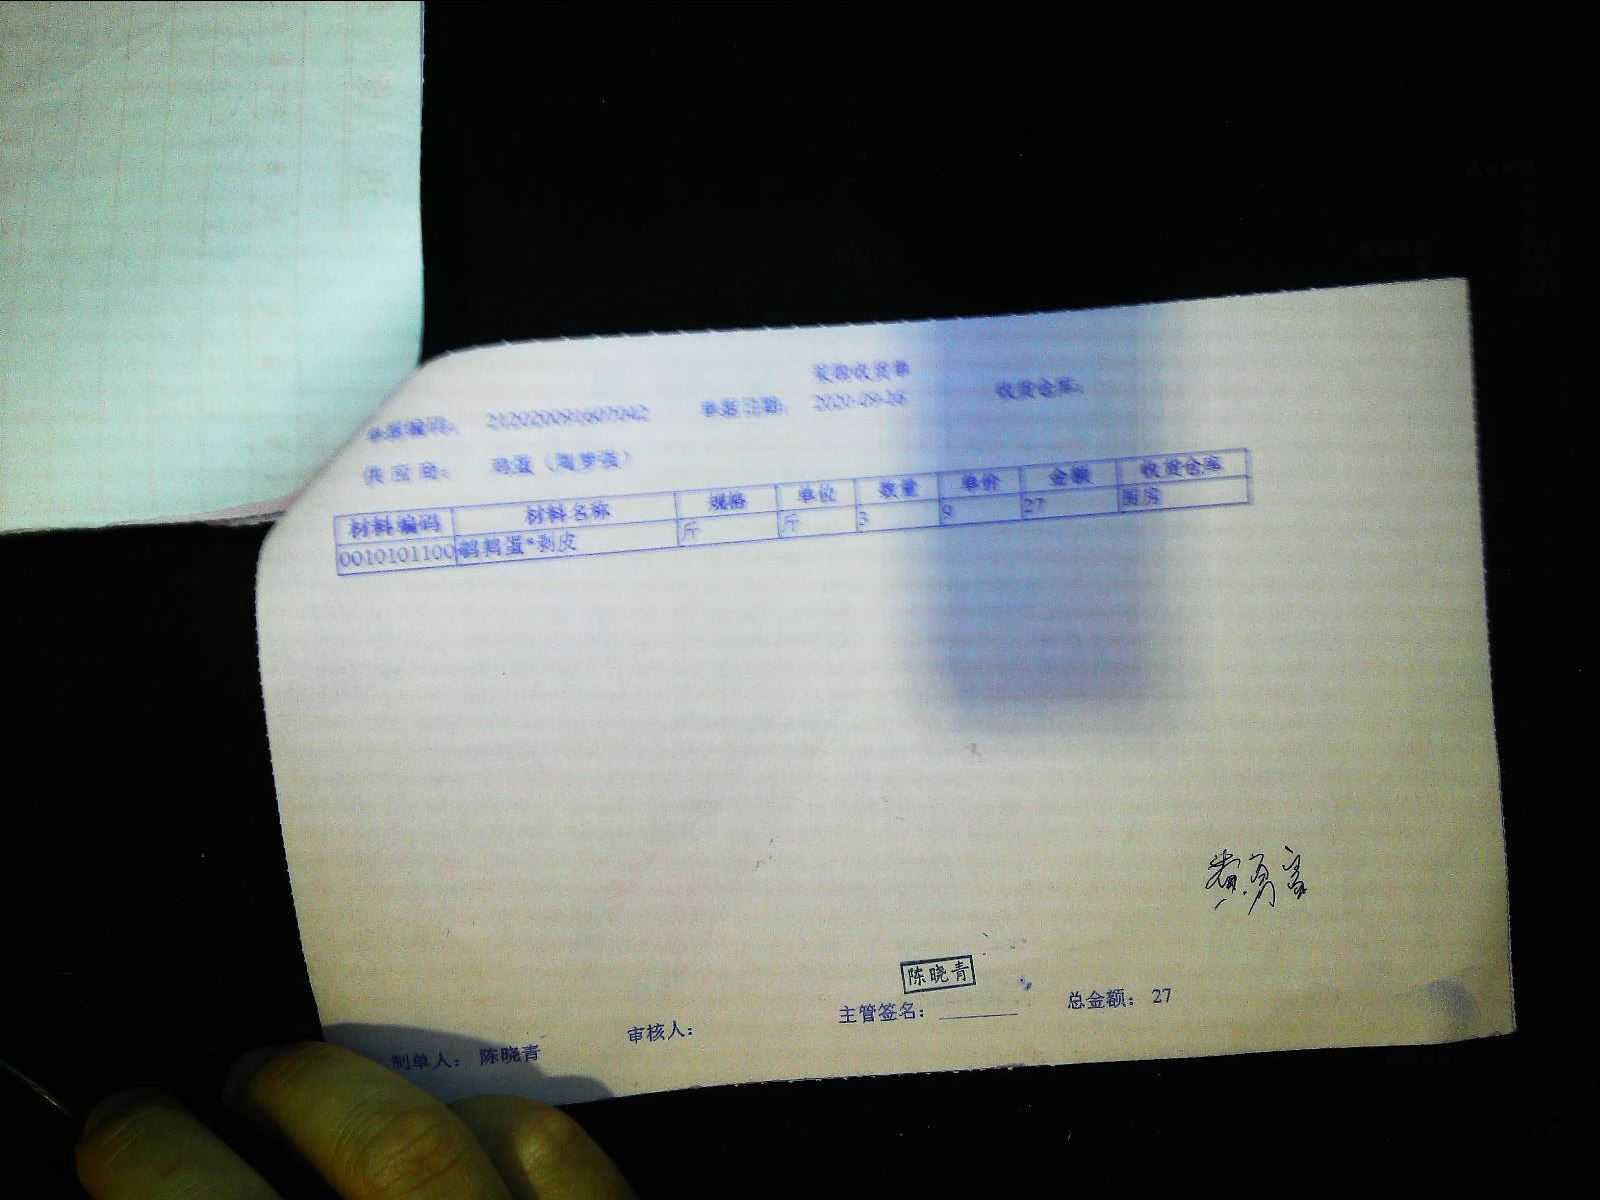 采购收货单
单据编码： 单据日期： 2020-09-16 收货仓库：
供 应 商： 鸡蛋
材料编码 材料名称 规格 单位 数量 单价 金额 收货仓库
0010101100 鹌鹑蛋*剥皮 斤 斤 3 9 27 厨房
陈晓青
制单人： 陈晓青 审核人： 主管签名： 总金额： 27